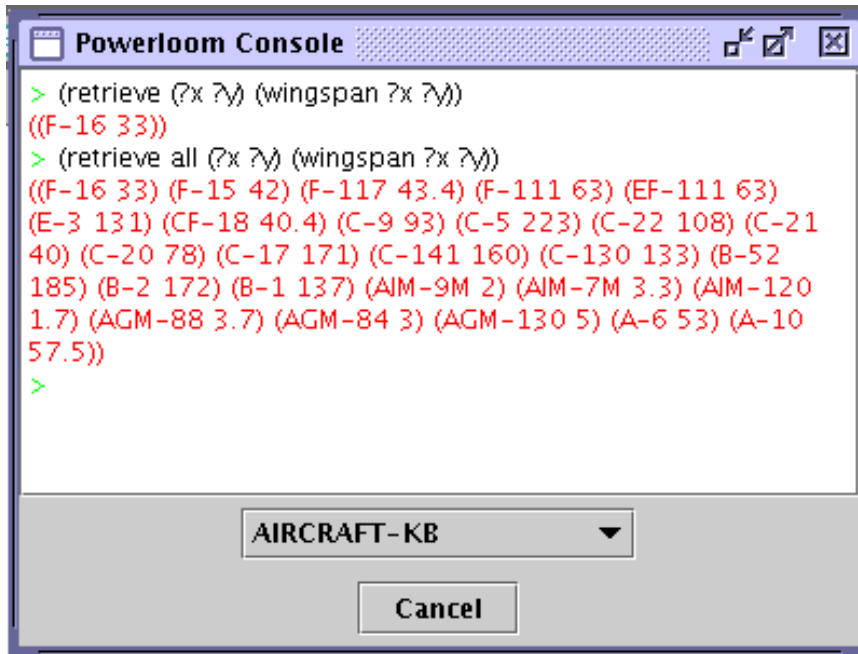 Powerloom Console
> (retrieve (?x ?y) (wingspan ?x ?y))
((F-16 33))
> (retrieve all (?x ?y) (wingspan ?x ?y))
((F-16 33) (F-15 42) (F-117 43.4) (F-111 63) (EF-111 63)
(E-3 131) (CF-18 40.4) (C-9 93) (C-5 223) (C-22 108) (C-21
40) (C-20 78) (C-17 171) (C-141 160) (C-130 133) (B-52
185) (B-2 172) (B-1 137) (AIM-9M 2) (AIM-7M 3.3) (AIM-120
1.7) (AGM-88 3.7) (AGM-84 3) (AGM-130 5) (A-6 53) (A-10
57.5))
>
AIRCRAFT-KB
Cancel